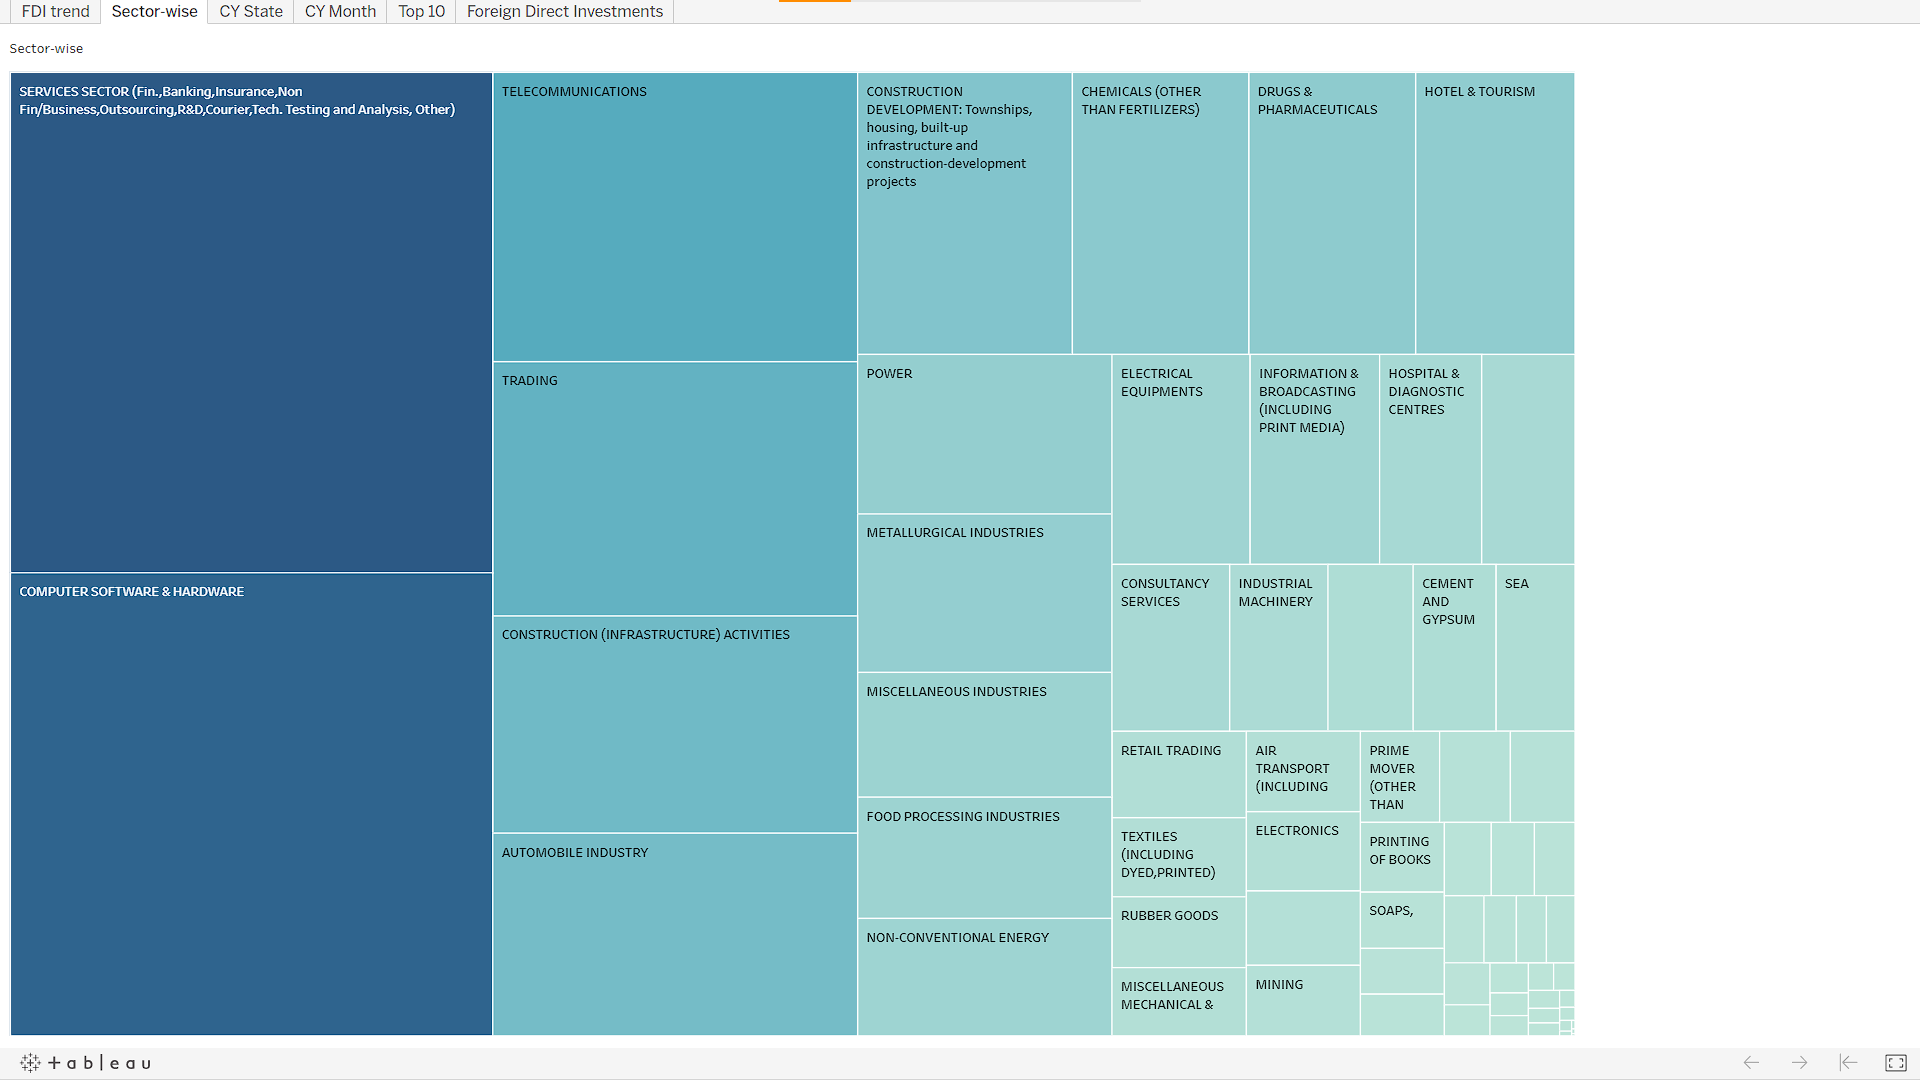 FDI trend
Sector-wise
CY State
CY Month
Top 10
Foreign Direct Investments
Sector-wise
SERVICES SECTOR (Fin.,Banking,Insurance,Non
Fin/Business,Outsourcing,R&D,Courier,Tech. Testing and Analysis, Other)
COMPUTER SOFTWARE & HARDWARE
TELECOMMUNICATIONS
TRADING
CONSTRUCTION (INFRASTRUCTURE) ACTIVITIES
AUTOMOBILE INDUSTRY
CONSTRUCTION
DEVELOPMENT: Townships,
housing, built-up
infrastructure and
construction-development
projects
CHEMICALS (OTHER
THAN FERTILIZERS)
DRUGS &
PHARMACEUTICALS
HOTEL & TOURISM
POWER
METALLURGICAL INDUSTRIES
MISCELLANEOUS INDUSTRIES
FOOD PROCESSING INDUSTRIES
NON-CONVENTIONAL ENERGY
ELECTRICAL
EQUIPMENTS
INFORMATION &
BROADCASTING
(INCLUDING
PRINT MEDIA)
HOSPITAL &
DIAGNOSTIC
CENTRES
CONSULTANCY
SERVICES
INDUSTRIAL
MACHINERY
CEMENT
AND
GYPSUM
SEA
RETAIL TRADING
TEXTILES
(INCLUDING
DYED,PRINTED)
RUBBER GOODS
MISCELLANEOUS
MECHANICAL &
AIR
TRANSPORT
(INCLUDING
ELECTRONICS
MINING
PRIME
MOVER
(OTHER
THAN
PRINTING
OF BOOKS
SOAPS,
+ableau